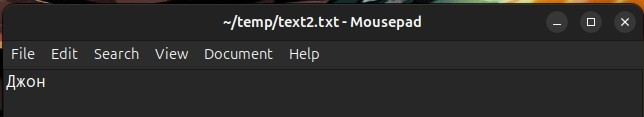 ~/temp/text2.txt - Mousepad
File Edit Search View Document Help
Джон